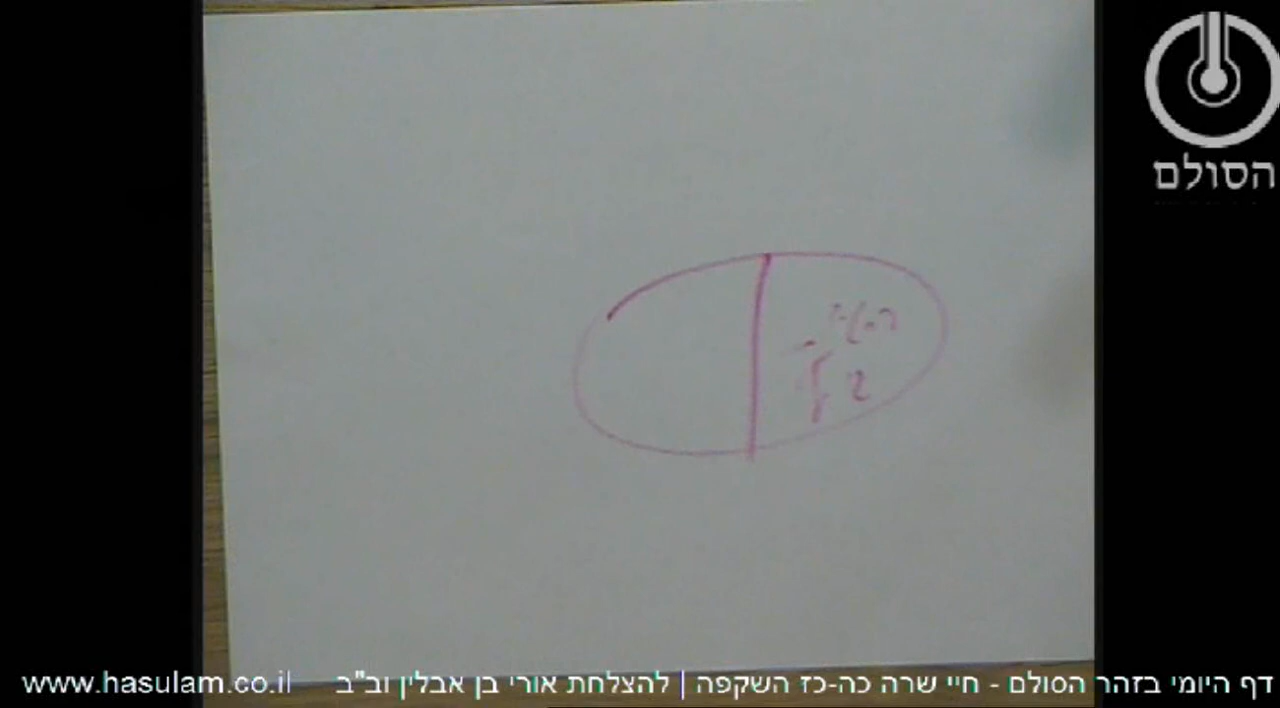 הסולם
דף היומי בזהר הסולם - חיי שרה כה-כז השקפה | להצלחת אורי בן אבלין וב"ב www.hasulam.co.il